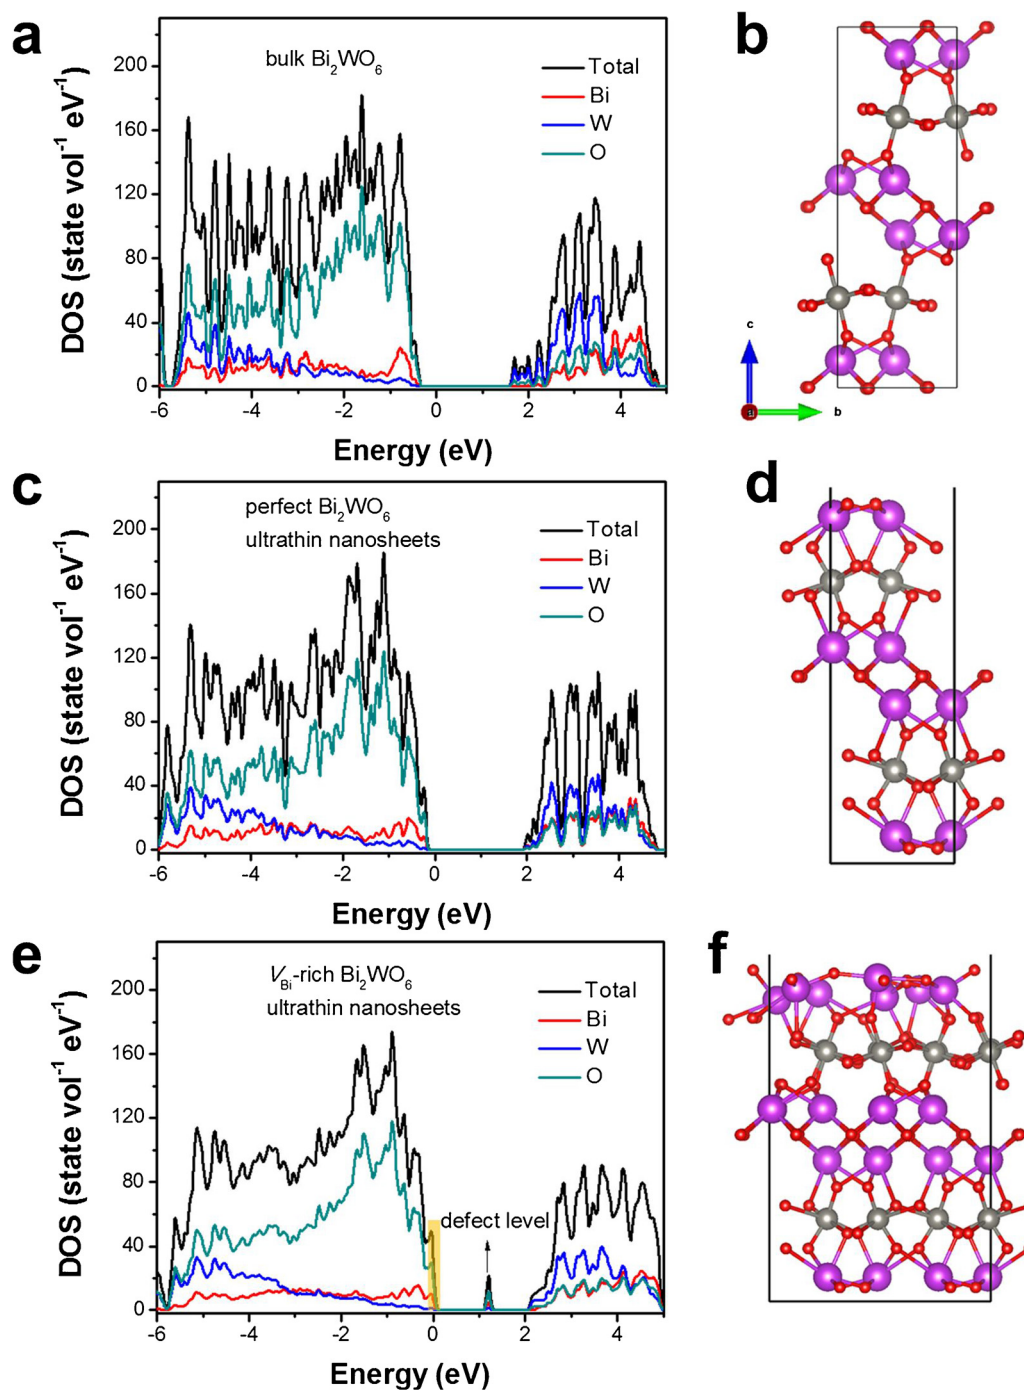 a
bulk Bi₂WO₆
Total
Bi
W
O
220
200
160
120
80
40
0
-6
-4
-2
0
2
4
DOS (state vol⁻¹ eV⁻¹)
Energy (eV)
b
c
a
b
c
perfect Bi₂WO₆
ultrathin nanosheets
Total
Bi
W
O
200
160
120
80
40
0
-6
-4
-2
0
2
4
DOS (state vol⁻¹ eV⁻¹)
Energy (eV)
d
e
V_Bi-rich Bi₂WO₆
ultrathin nanosheets
Total
Bi
W
O
defect level
200
160
120
80
40
0
-6
-4
-2
0
2
4
DOS (state vol⁻¹ eV⁻¹)
Energy (eV)
f